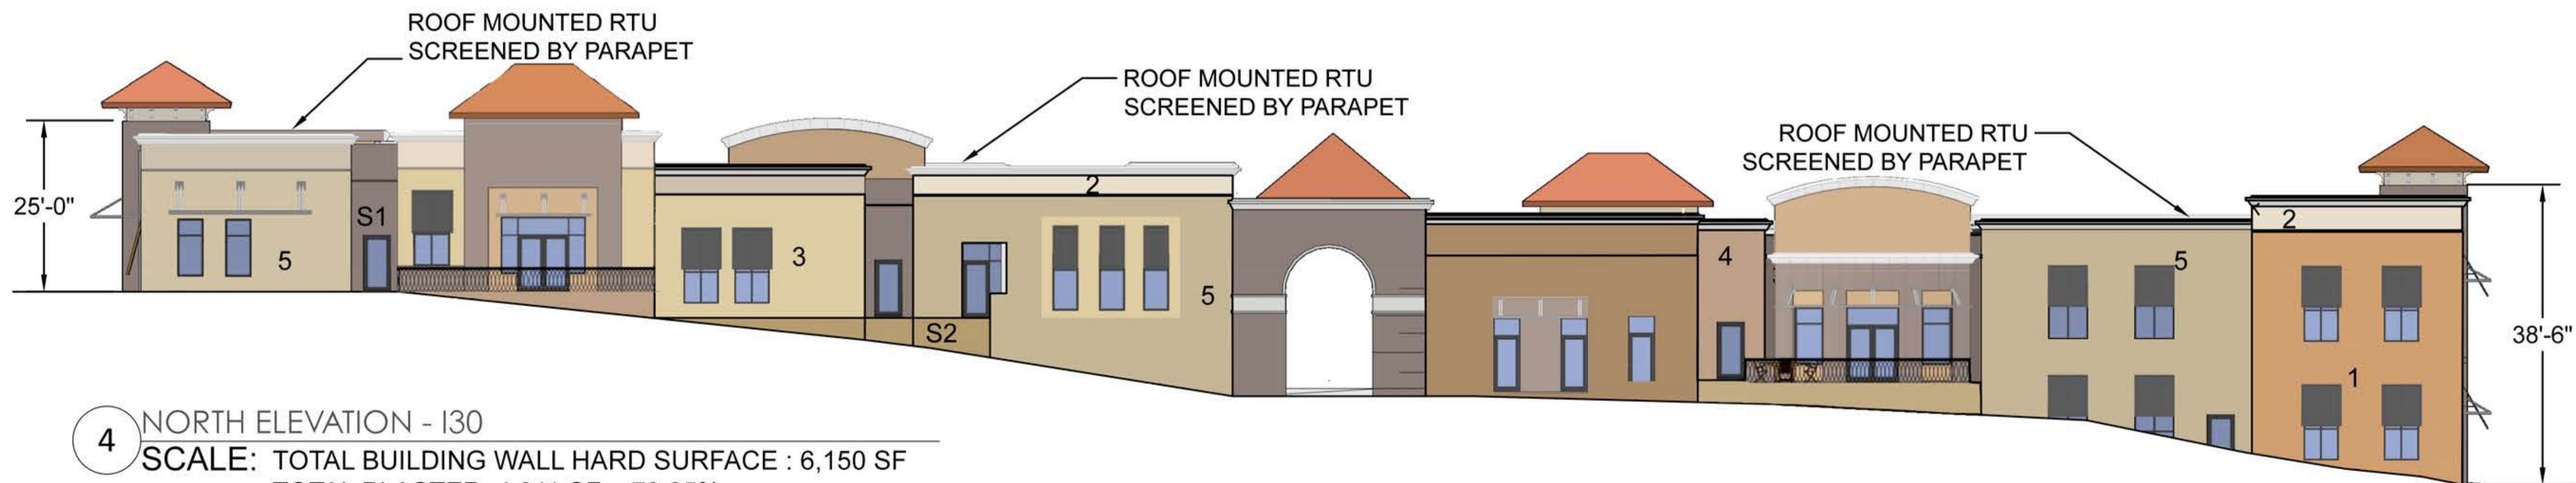 ROOF MOUNTED RTU
SCREENED BY PARAPET
ROOF MOUNTED RTU
SCREENED BY PARAPET
ROOF MOUNTED RTU
SCREENED BY PARAPET
25'-0"
S1
5
3
2
5
S2
4
5
2
1
38'-6"
4
NORTH ELEVATION - I30
SCALE: TOTAL BUILDING WALL HARD SURFACE : 6,150 SF